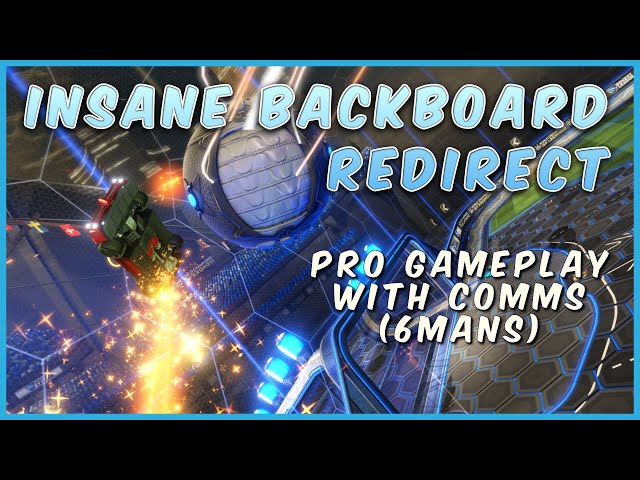 INSANE BACKBOARD
REDIRECT
PRO GAMEPLAY
WITH COMMS
(6MANS)